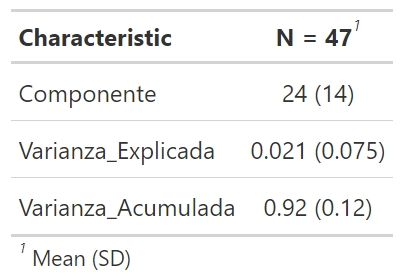 Characteristic N = 47¹
Componente 24 (14)
Varianza_Explicada 0.021 (0.075)
Varianza_Acumulada 0.92 (0.12)
¹ Mean (SD)